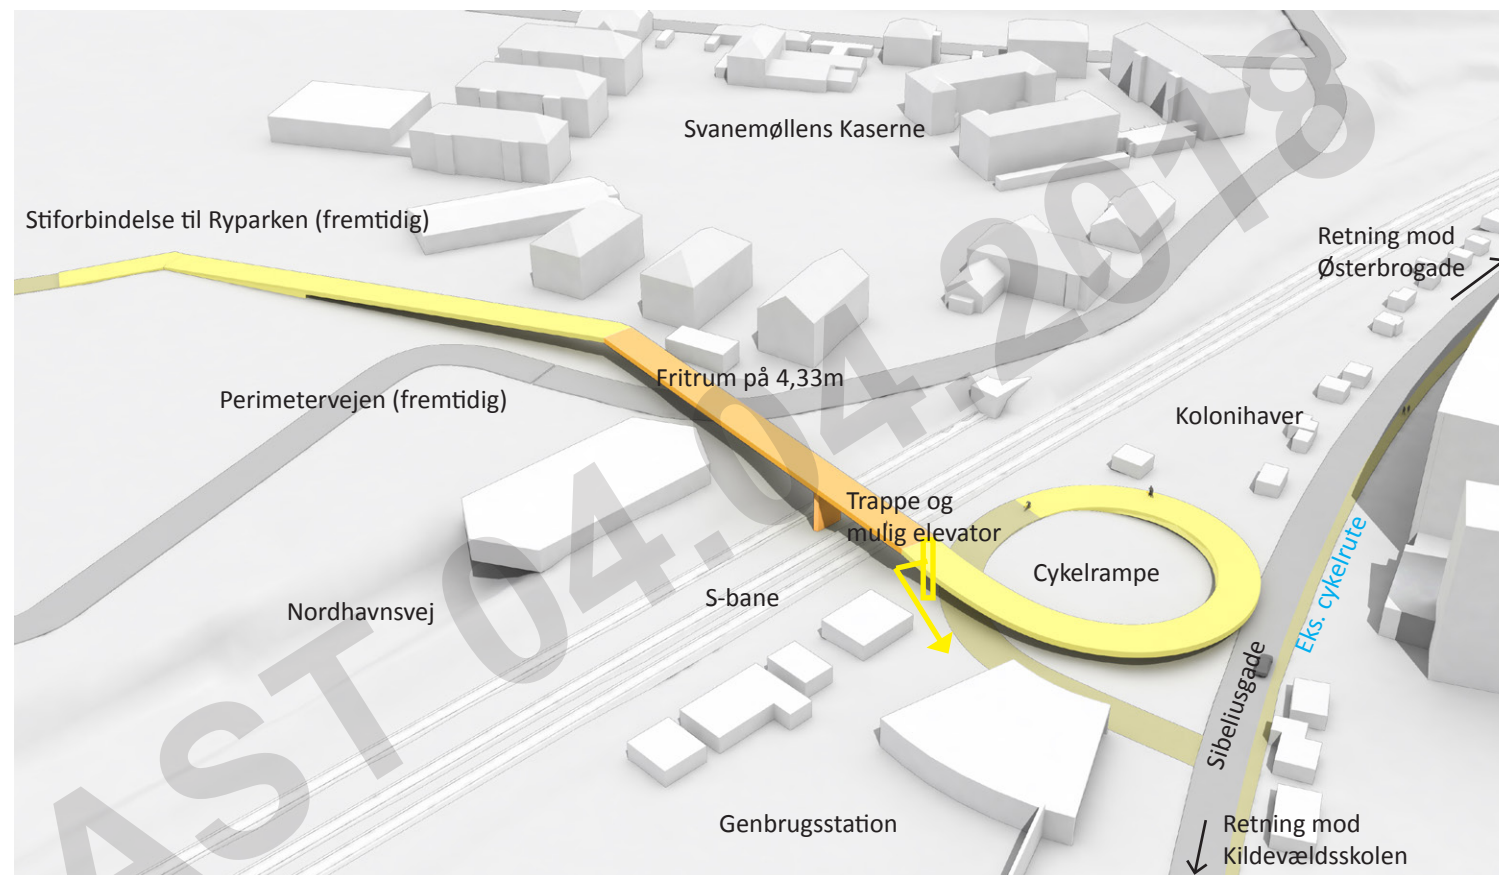 Svanemøllens Kaserne
Stiforbindelse til Ryparken (fremtidig)
Retning mod
Østerbrogade
Fritrum på 4,33m
Perimetervejen (fremtidig)
Kolonihaver
Trappe og
mulig elevator
Cykelrampe
S-bane
Nordhavnsvej
Eks. cykelrute
Sibeliusgade
Genbrugsstation
Retning mod
Kildevældsskolen
AST 04.04.2018